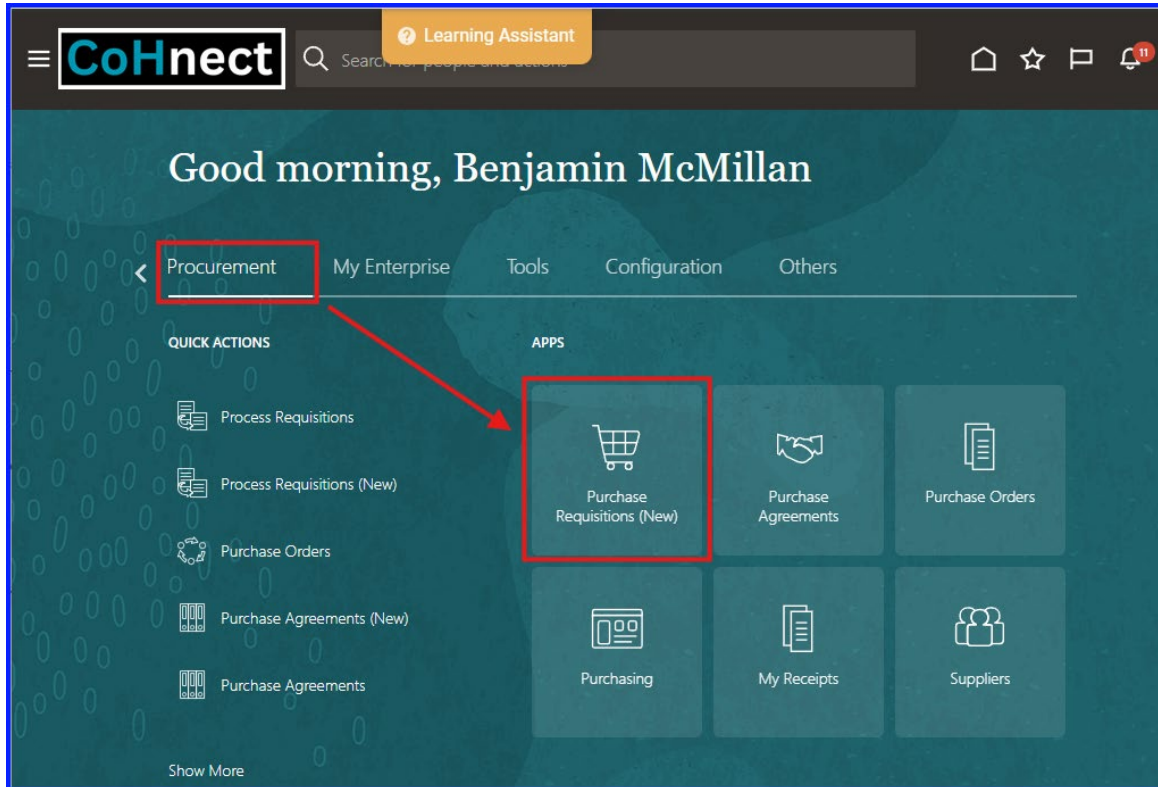 Learning Assistant
CoHnect
Search for people and actions
11
Good morning, Benjamin McMillan
Procurement My Enterprise Tools Configuration Others
QUICK ACTIONS
APPS
Process Requisitions
Process Requisitions (New)
Purchase Orders
Purchase Agreements (New)
Purchase Agreements
Show More
Purchase
Requisitions (New)
Purchase
Agreements
Purchase Orders
Purchasing
My Receipts
Suppliers